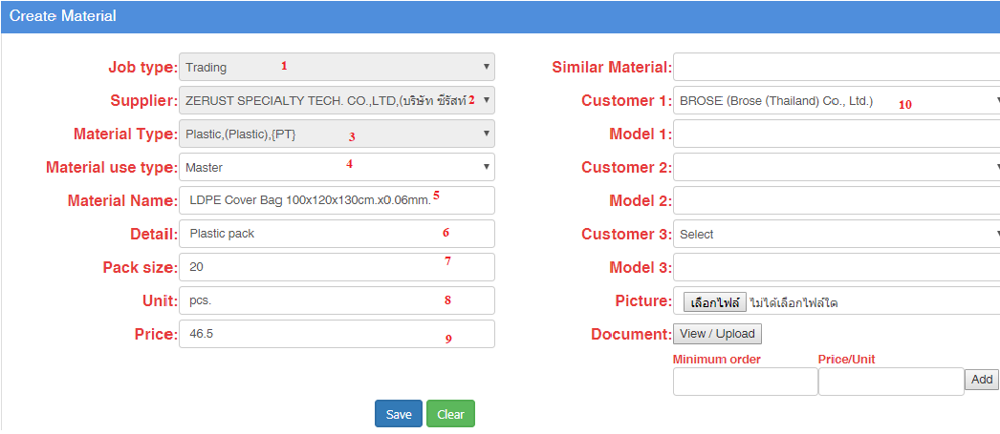 Create Material
Job type: Trading 1
Supplier: ZERUST SPECIALTY TECH. CO.,LTD,(บริษัท ซีรัสท์ 2
Material Type: Plastic,(Plastic),{PT} 3
Material use type: Master 4
Material Name: LDPE Cover Bag 100x120x130cm.x0.06mm. 5
Detail: Plastic pack 6
Pack size: 20 7
Unit: pcs. 8
Price: 46.5 9
Save Clear
Similar Material:
Customer 1: BROSE (Brose (Thailand) Co., Ltd.) 10
Model 1:
Customer 2:
Model 2:
Customer 3: Select
Model 3:
Picture: เลือกไฟล์ ไม่ได้เลือกไฟล์ใด
Document: View / Upload
Minimum order Price/Unit
Add